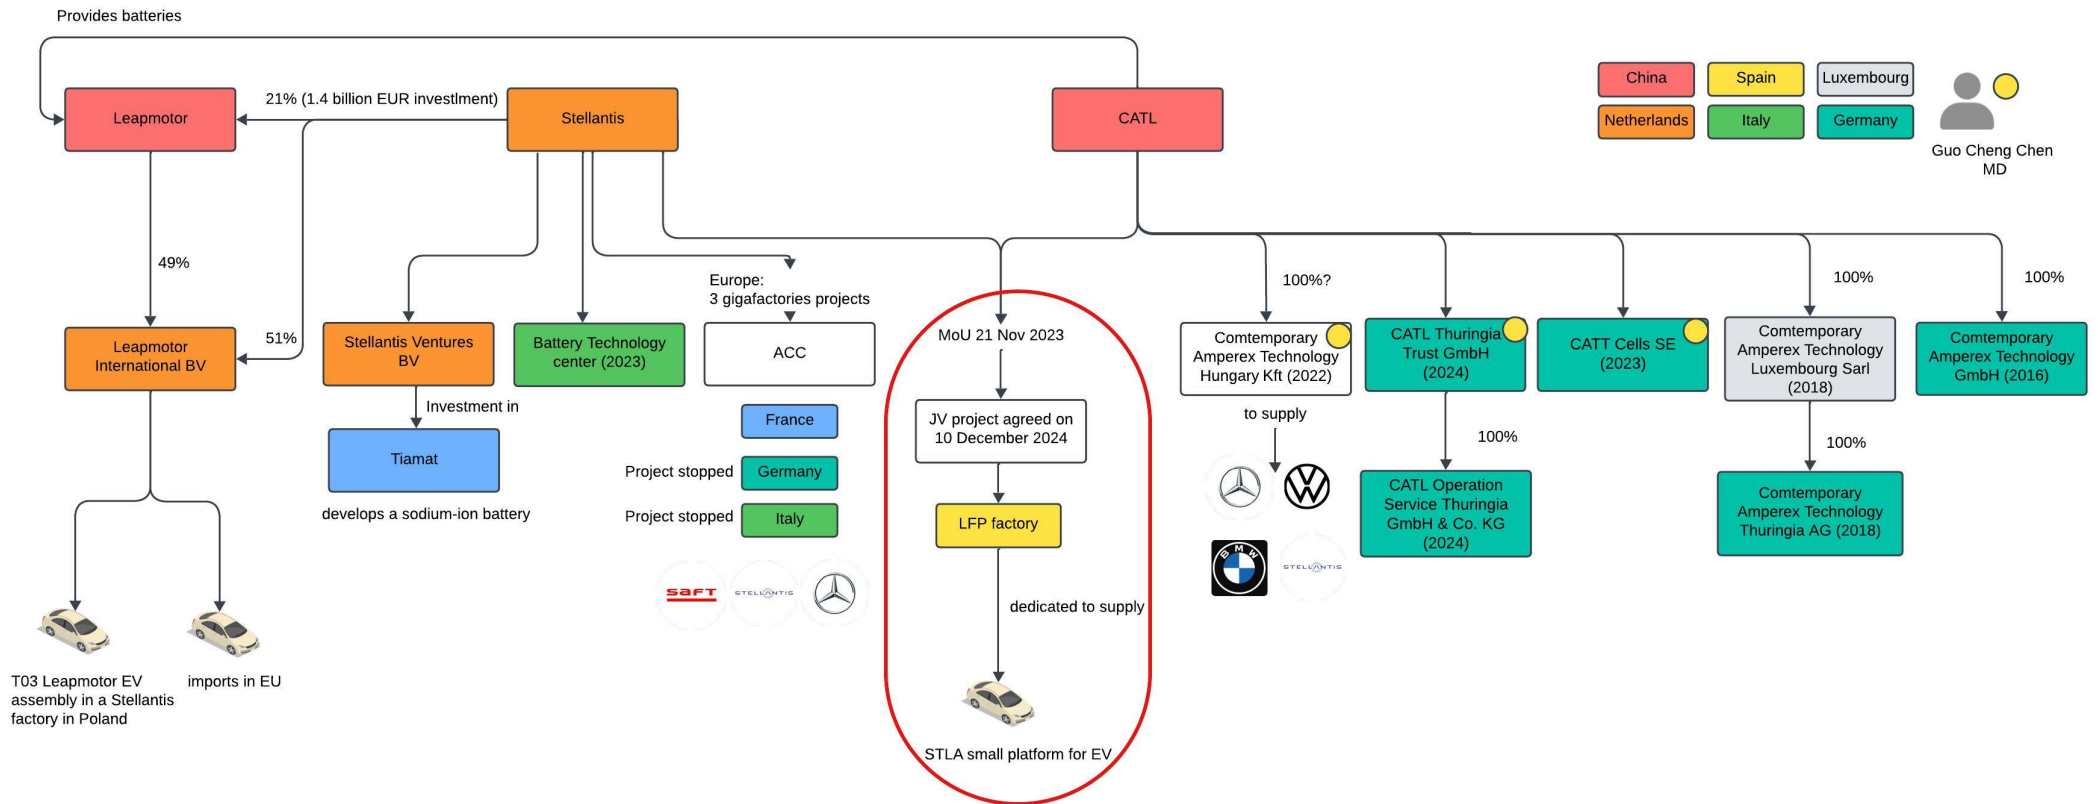 Provides batteries
Leapmotor
21% (1.4 billion EUR investlment)
Stellantis
CATL
China
Spain
Luxembourg
Netherlands
Italy
Germany
Guo Cheng Chen
MD
49%
51%
Leapmotor
International BV
Stellantis Ventures
BV
Battery Technology
center (2023)
Europe:
3 gigafactories projects
ACC
MoU 21 Nov 2023
100%?
Comtemporary
Amperex Technology
Hungary Kft (2022)
CATL Thuringia
Trust GmbH
(2024)
CATT Cells SE
(2023)
100%
Comtemporary
Amperex Technology
Luxembourg Sarl
(2018)
100%
Comtemporary
Amperex Technology
GmbH (2016)
Investment in
Tiamat
develops a sodium-ion battery
France
Project stopped
Germany
Project stopped
Italy
SAFT
STELLANTIS
JV project agreed on
10 December 2024
LFP factory
dedicated to supply
STLA small platform for EV
to supply
BMW
STELLANTIS
100%
CATL Operation
Service Thuringia
GmbH & Co. KG
(2024)
100%
Comtemporary
Amperex Technology
Thuringia AG (2018)
T03 Leapmotor EV
assembly in a Stellantis
factory in Poland
imports in EU